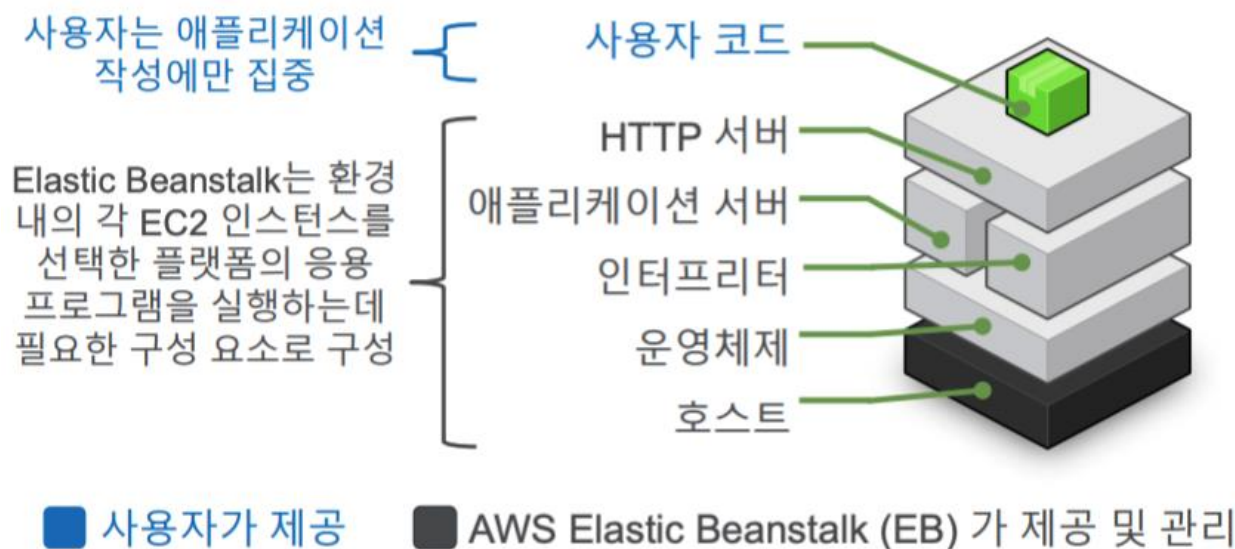 사용자는 애플리케이션
작성에만 집중
사용자 코드
HTTP 서버
애플리케이션 서버
인터프리터
운영체제
호스트
Elastic Beanstalk는 환경
내의 각 EC2 인스턴스를
선택한 플랫폼의 응용
프로그램을 실행하는데
필요한 구성 요소로 구성
사용자가 제공
AWS Elastic Beanstalk (EB) 가 제공 및 관리